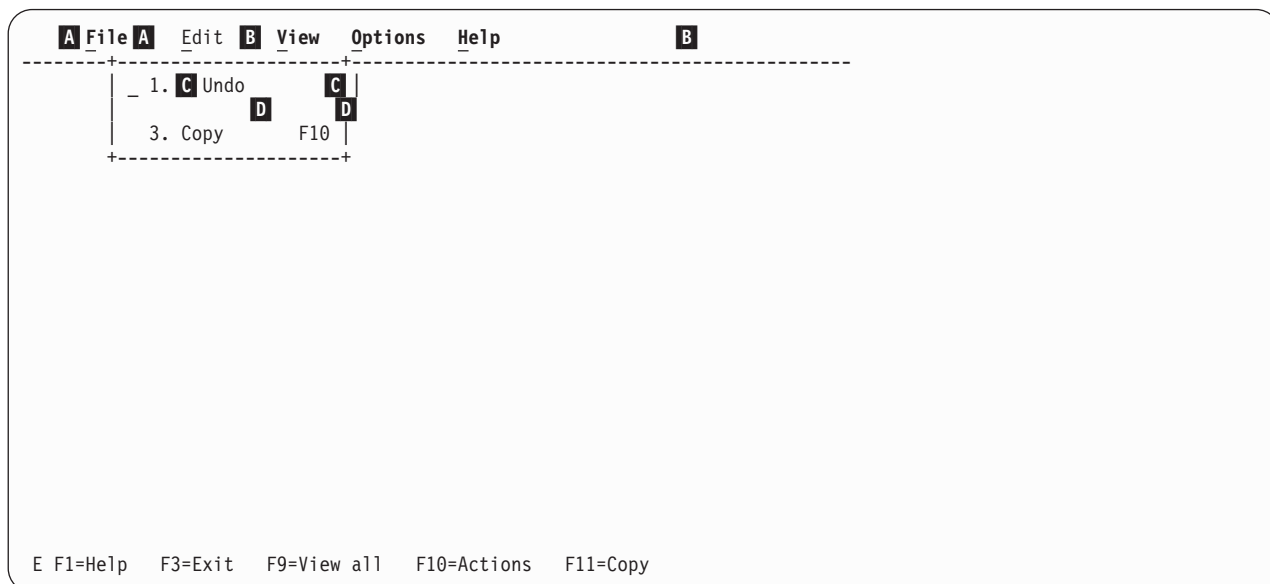 A File A Edit B View Options Help B
--------+---------------------+-----------------------------------------------
| _ 1. C Undo C |
| D D
| 3. Copy F10 |
+---------------------+
E F1=Help F3=Exit F9=View all F10=Actions F11=Copy